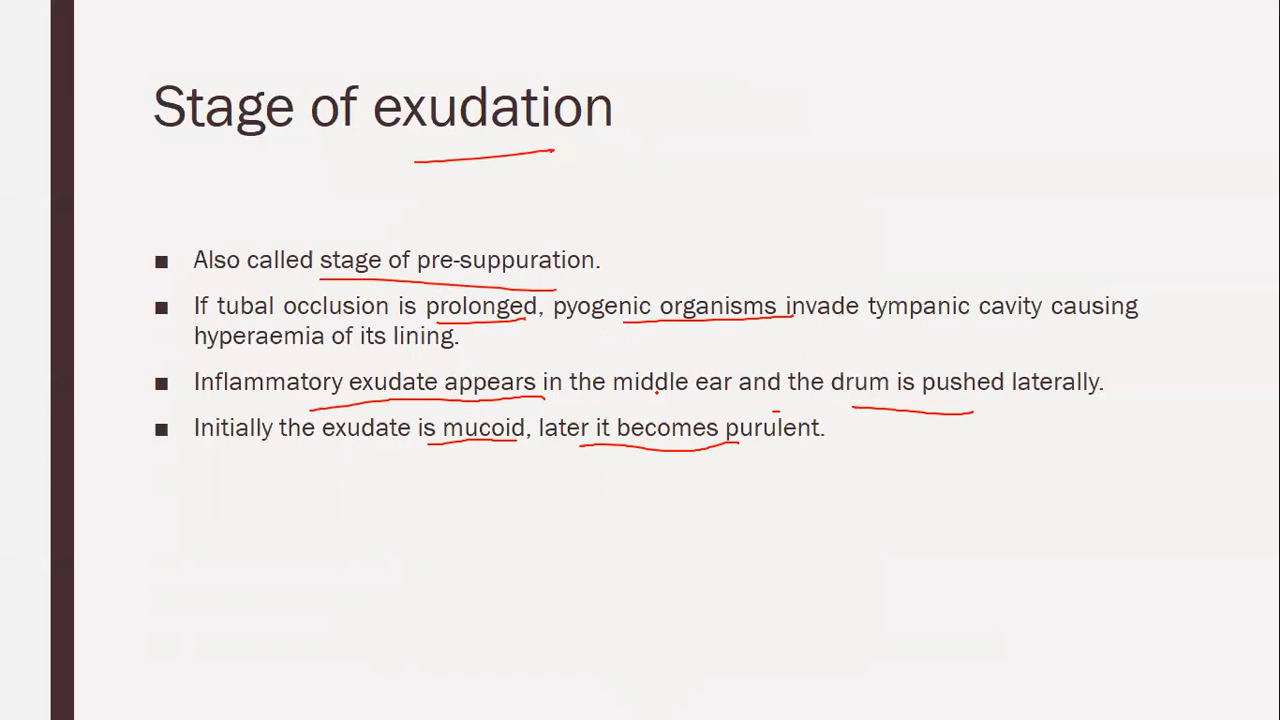 Stage of exudation
■ Also called stage of pre-suppuration.
■ If tubal occlusion is prolonged, pyogenic organisms invade tympanic cavity causing
hyperaemia of its lining.
■ Inflammatory exudate appears in the middle ear and the drum is pushed laterally.
■ Initially the exudate is mucoid, later it becomes purulent.